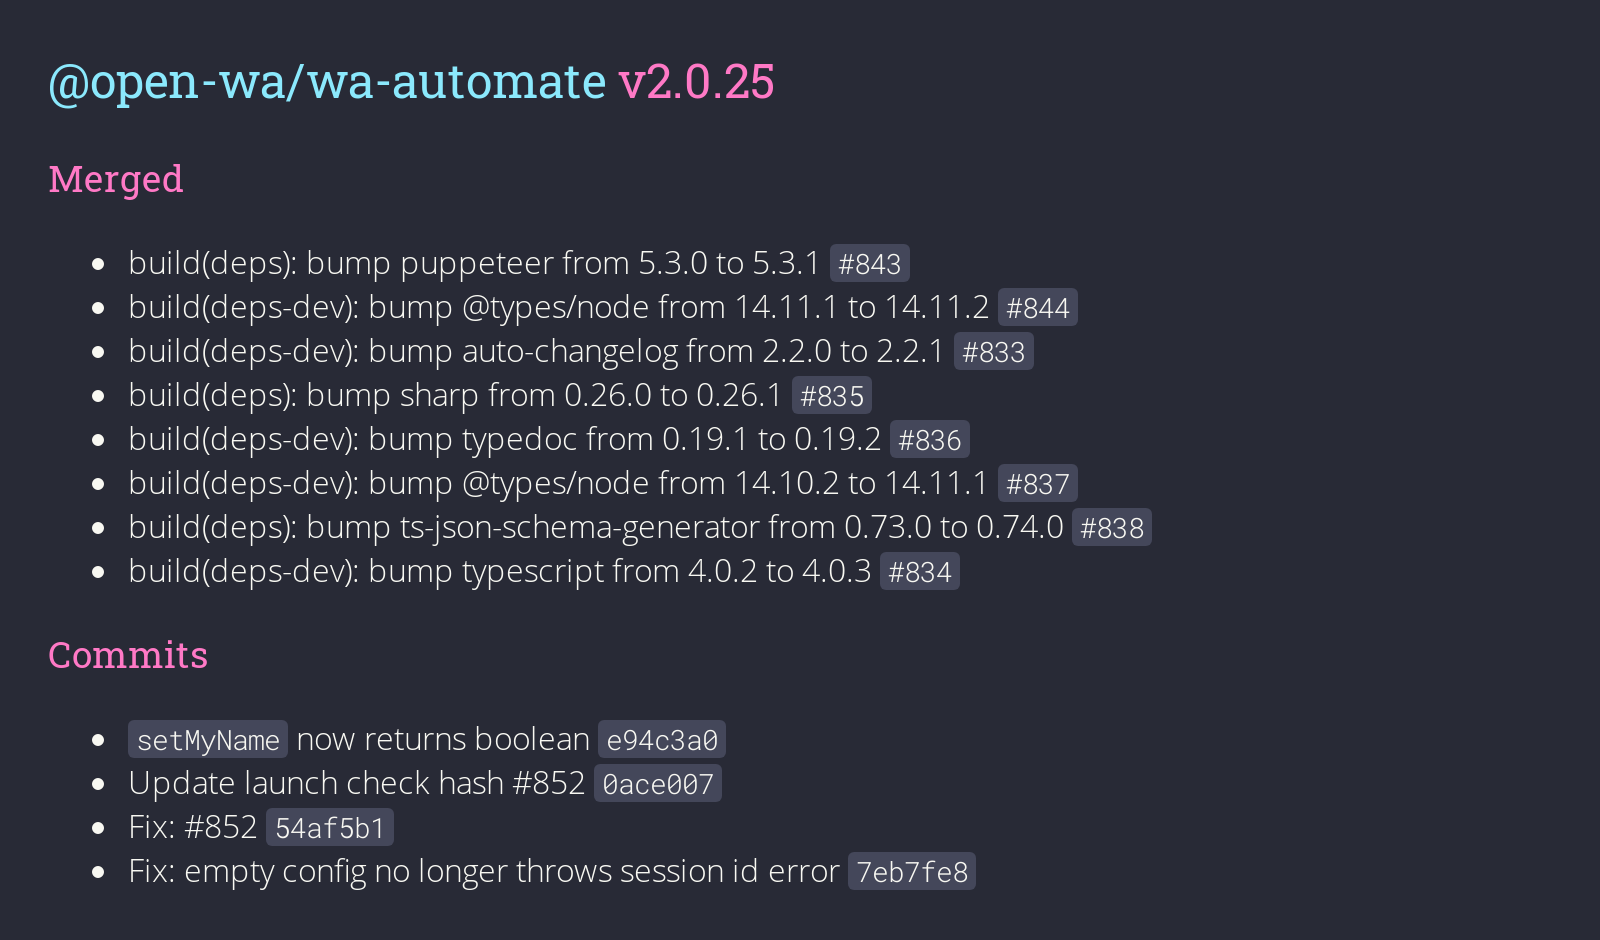 @open-wa/wa-automate v2.0.25
Merged
build(deps): bump puppeteer from 5.3.0 to 5.3.1 #843
build(deps-dev): bump @types/node from 14.11.1 to 14.11.2 #844
build(deps-dev): bump auto-changelog from 2.2.0 to 2.2.1 #833
build(deps): bump sharp from 0.26.0 to 0.26.1 #835
build(deps-dev): bump typedoc from 0.19.1 to 0.19.2 #836
build(deps-dev): bump @types/node from 14.10.2 to 14.11.1 #837
build(deps): bump ts-json-schema-generator from 0.73.0 to 0.74.0 #838
build(deps-dev): bump typescript from 4.0.2 to 4.0.3 #834
Commits
setMyName now returns boolean e94c3a0
Update launch check hash #852 0ace007
Fix: #852 54af5b1
Fix: empty config no longer throws session id error 7eb7fe8